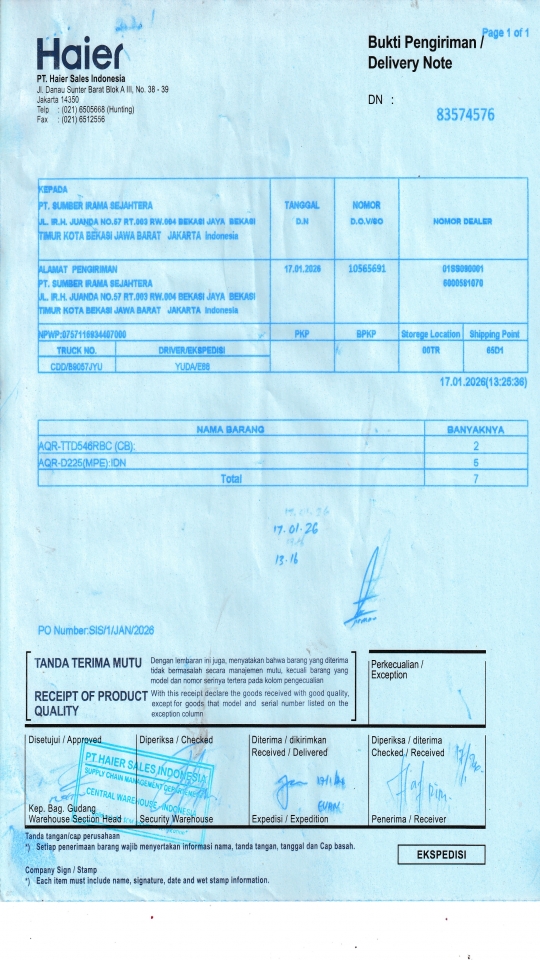 Page 1 of 1
Haier
Bukti Pengiriman /
Delivery Note
PT. Haier Sales Indonesia
Jl. Danau Sunter Barat Blok A III, No. 38 - 39
Jakarta 14350
Telp : (021) 6505668 (Hunting)
Fax : (021) 6512556
DN :
83574576
KEPADA
PT. SUMBER IRAMA SEJAHTERA
JL. IR.H. JUANDA NO.57 RT.003 RW.004 BEKASI JAYA BEKASI
TIMUR KOTA BEKASI JAWA BARAT JAKARTA Indonesia
TANGGAL
D.N
NOMOR
D.O.V/SO
NOMOR DEALER
ALAMAT PENGIRIMAN
PT. SUMBER IRAMA SEJAHTERA
JL. IR.H. JUANDA NO.57 RT.003 RW.004 BEKASI JAYA BEKASI
TIMUR KOTA BEKASI JAWA BARAT JAKARTA Indonesia
17.01.2026
10565691
6000581070
PKP
BPKP
Storege Location
Shipping Point
TRUCK NO.
DRIVER/EKSPEDISI
00TR
65D1
CDD/B9057JYU
YUDA/E68
17.01.2026(13:25:36)
NAMA BARANG
BANYAKNYA
AQR-TTD546RBC (CB):
2
AQR-D225(MPE):IDN
5
Total
7
17.01.26
13.16
PO Number:SIS/1/JAN/2026
TANDA TERIMA MUTU
Dengan lembaran ini juga, menyatakan bahwa barang yang diterima
tidak bermasalah secara manajemen mutu, kecuali barang yang
model dan nomor serinya tertera pada kolom pengecualian
RECEIPT OF PRODUCT
QUALITY
With this receipt declare the goods received with good quality,
except for goods that model and serial number listed on the
exception column
Perkecualian /
Exception
Disetujui / Approved
Diperiksa / Checked
Diterima / dikirimkan
Received / Delivered
Diperiksa / diterima
Checked / Received
PT HAIER SALES INDONESIA
SUPPLY CHAIN MANAGEMENT DEPARTEMENT
CENTRAL WAREHOUSE - INDONESIA
Kep. Bag. Gudang
Warehouse Section Head
Security Warehouse
Expedisi / Expedition
Penerima / Receiver
Tanda tangan/cap perusahaan
*) Setiap penerimaan barang wajib menyertakan informasi nama, tanda tangan, tanggal dan Cap basah.
EKSPEDISI
Company Sign / Stamp
*) Each item must include name, signature, date and wet stamp information.